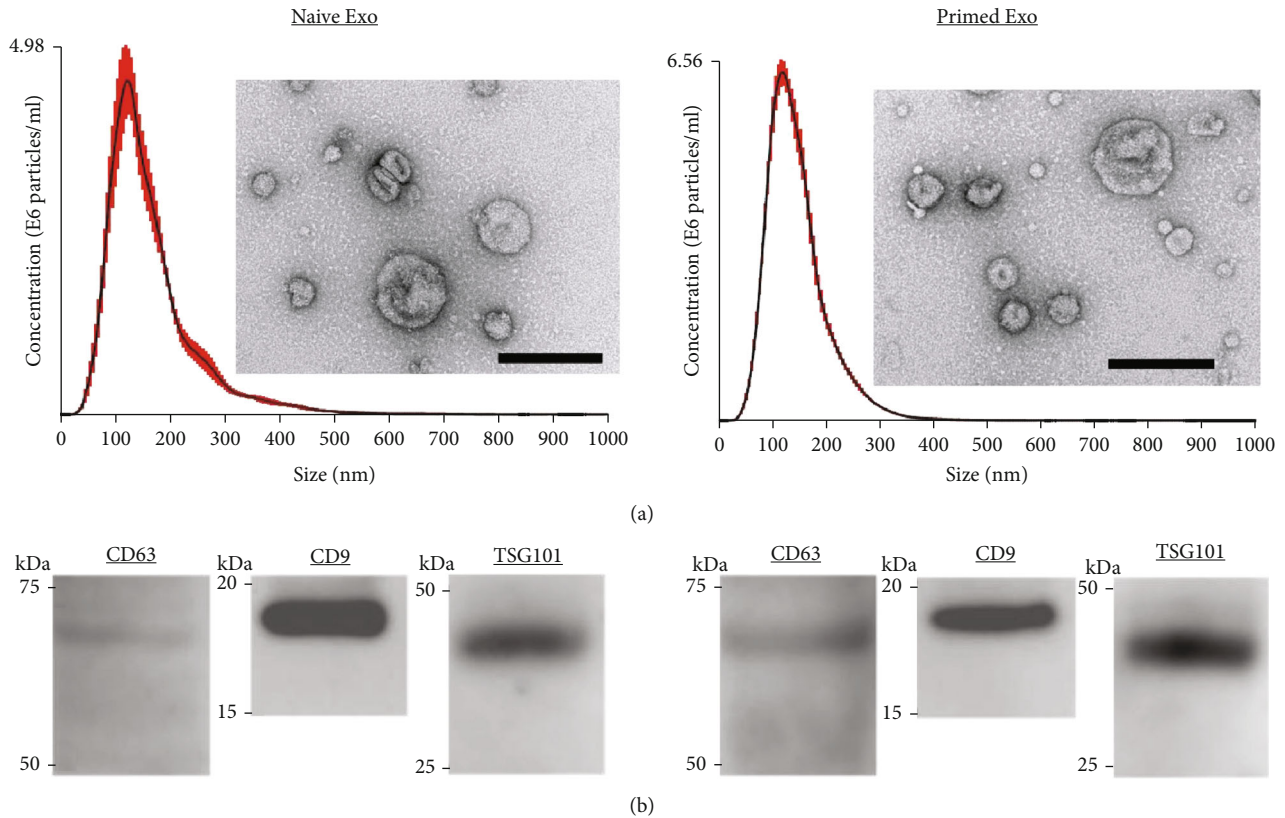 Naive Exo
Primed Exo
4.98
Concentration (E6 particles/ml)
0 100 200 300 400 500 600 700 800 900 1000
Size (nm)
6.56
Concentration (E6 particles/ml)
0 100 200 300 400 500 600 700 800 900 1000
Size (nm)
(a)
kDa
CD63
75
50
CD9
20
15
kDa
TSG101
50
25
kDa
CD63
75
50
CD9
20
15
kDa
TSG101
50
25
(b)